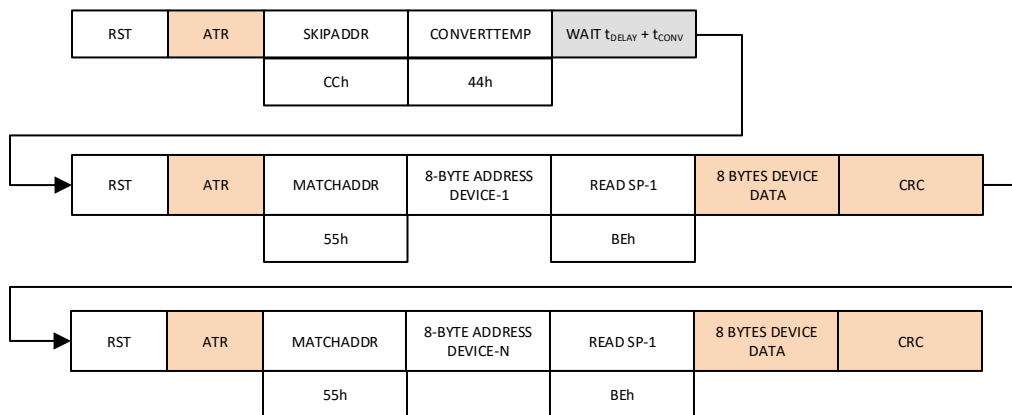 RST ATR SKIPADDR CONVERTTEMP WAIT tDELAY + tCONV
CCh 44h
RST ATR MATCHADDR 8-BYTE ADDRESS DEVICE-1 READ SP-1 8 BYTES DEVICE DATA CRC
55h BEh
RST ATR MATCHADDR 8-BYTE ADDRESS DEVICE-N READ SP-1 8 BYTES DEVICE DATA CRC
55h BEh